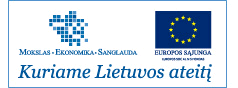 MOKSLAS • EKONOMIKA • SANGLAUDA
EUROPOS SĄJUNGA
Kuriame Lietuvos ateitį